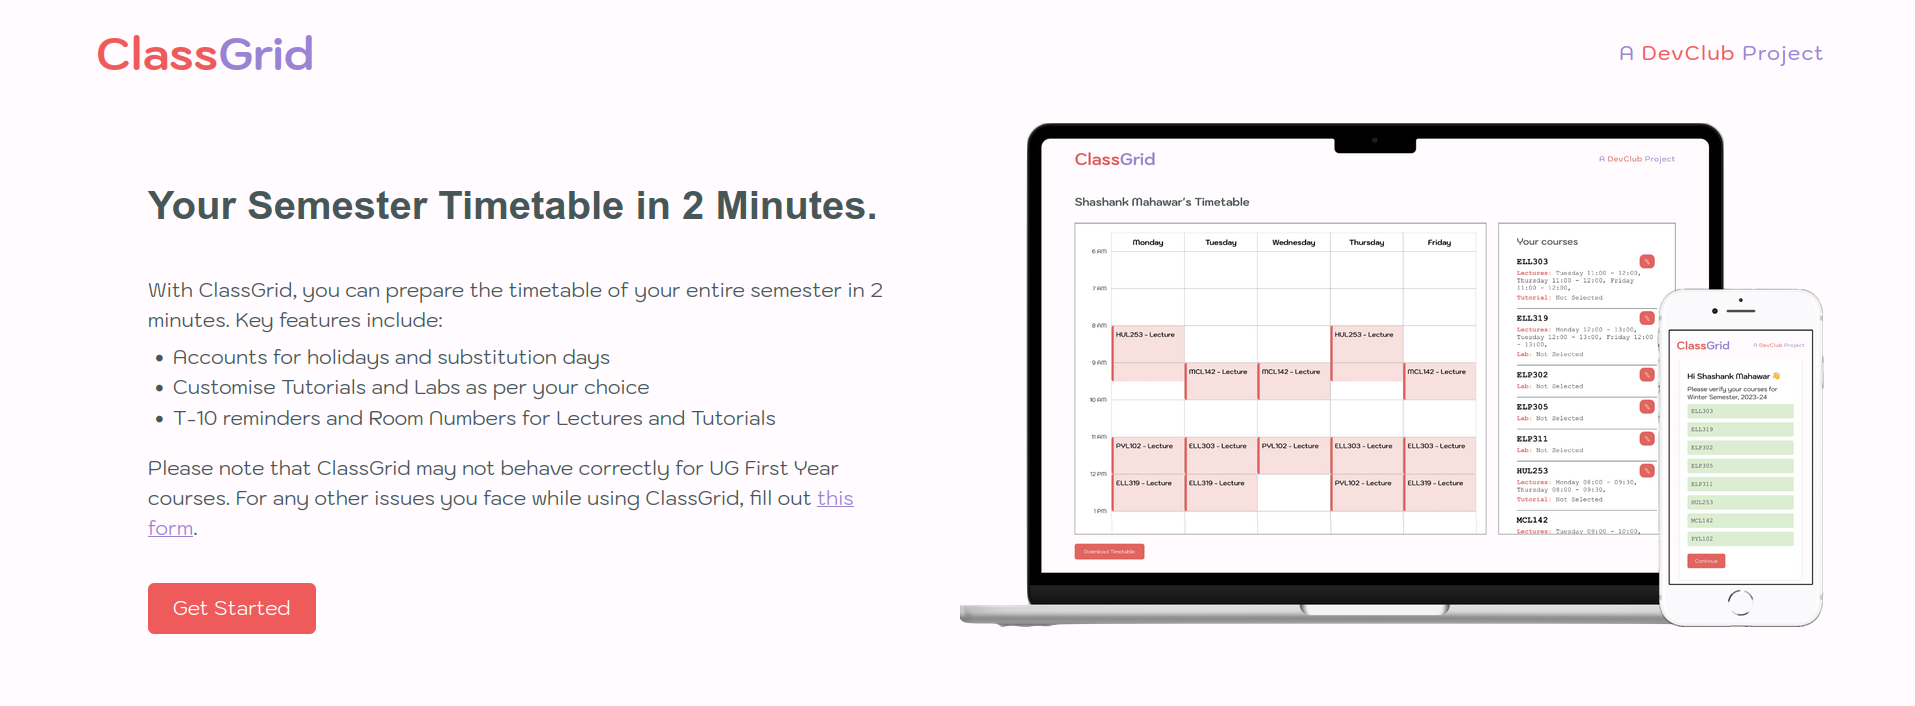 ClassGrid
A DevClub Project
Your Semester Timetable in 2 Minutes.
With ClassGrid, you can prepare the timetable of your entire semester in 2
minutes. Key features include:
• Accounts for holidays and substitution days
• Customise Tutorials and Labs as per your choice
• T-10 reminders and Room Numbers for Lectures and Tutorials
Please note that ClassGrid may not behave correctly for UG First Year
courses. For any other issues you face while using ClassGrid, fill out this
form.
Get Started
ClassGrid
A DevClub Project
Shashank Mahawar's Timetable
Monday Tuesday Wednesday Thursday Friday
6 AM
7 AM
8 AM
HUL253 - Lecture HUL253 - Lecture
9 AM
MCL142 - Lecture MCL142 - Lecture MCL142 - Lecture
10 AM
11 AM
PYL102 - Lecture ELL303 - Lecture PYL102 - Lecture ELL303 - Lecture ELL303 - Lecture
12 PM
ELL319 - Lecture ELL319 - Lecture PYL102 - Lecture ELL319 - Lecture
1 PM
Download Timetable
Your courses
ELL303
Lectures: Tuesday 11:00 - 12:00,
Thursday 11:00 - 12:00, Friday
11:00 - 12:00,
Tutorial: Not Selected
ELL319
Lectures: Monday 12:00 - 13:00,
Tuesday 12:00 - 13:00, Friday 12:00
- 13:00,
Lab: Not Selected
ELP302
Lab: Not Selected
ELP305
Lab: Not Selected
ELP311
Lab: Not Selected
HUL253
Lectures: Monday 08:00 - 09:30,
Thursday 08:00 - 09:30,
Tutorial: Not Selected
MCL142
Lectures: Tuesday 09:00 - 10:00,
ClassGrid
A DevClub Project
Hi Shashank Mahawar 👋
Please verify your courses for
Winter Semester, 2023-24
ELL303
ELL319
ELP302
ELP305
ELP311
HUL253
MCL142
PYL102
Continue